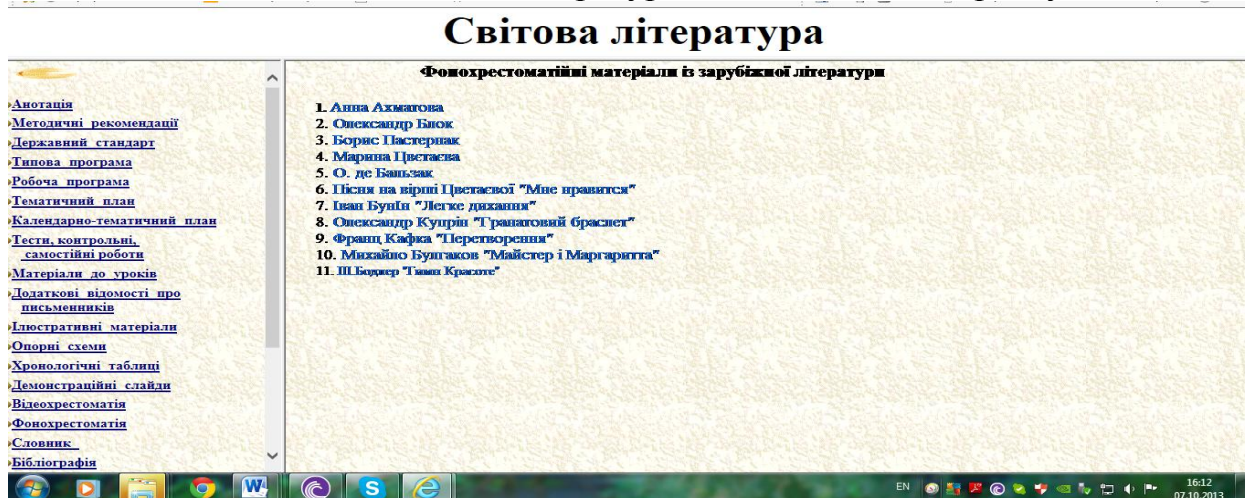 Світова література
Анотація
Методичні рекомендації
Державний стандарт
Типова програма
Робоча програма
Тематичний план
Календарно-тематичний план
Тести, контрольні,
самостійні роботи
Матеріали до уроків
Додаткові відомості про
письменників
Ілюстративні матеріали
Опорні схеми
Хронологічні таблиці
Демонстраційні слайди
Відеохрестоматія
Фонохрестоматія
Словник
Бібліографія
Фонохрестоматійні матеріали із зарубіжної літератури
1. Анна Ахматова
2. Олександр Блок
3. Борис Пастернак
4. Марина Цветаєва
5. О. де Бальзак
6. Пісня на вірші Цветаєвої "Мне нравится"
7. Іван Бунін "Легке дихання"
8. Олександр Купрін "Гранатовий браслет"
9. Франц Кафка "Перетворення"
10. Михайло Булгаков "Майстер і Маргаритта"
11. Ш.Бодлер "Гимн Красоте"
EN
16:12
07.10.2013